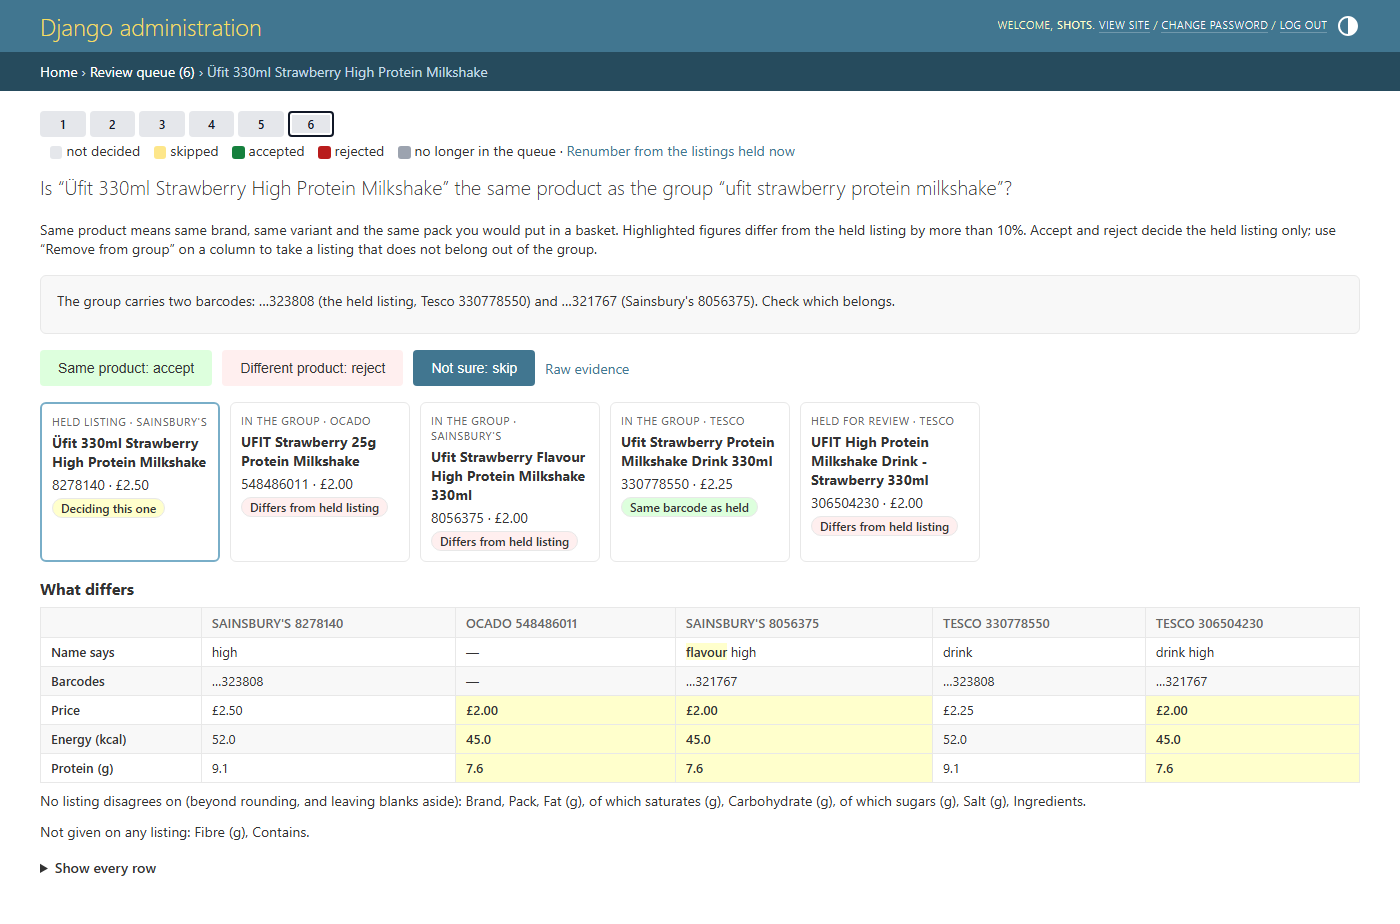 Django administration
WELCOME, SHOTS. VIEW SITE / CHANGE PASSWORD / LOG OUT
Home › Review queue (6) › Üfit 330ml Strawberry High Protein Milkshake
1 2 3 4 5 6
not decided skipped accepted rejected no longer in the queue · Renumber from the listings held now
Is “Üfit 330ml Strawberry High Protein Milkshake” the same product as the group “ufit strawberry protein milkshake”?
Same product means same brand, same variant and the same pack you would put in a basket. Highlighted figures differ from the held listing by more than 10%. Accept and reject decide the held listing only; use
“Remove from group” on a column to take a listing that does not belong out of the group.
The group carries two barcodes: …323808 (the held listing, Tesco 330778550) and …321767 (Sainsbury's 8056375). Check which belongs.
Same product: accept Different product: reject Not sure: skip Raw evidence
HELD LISTING · SAINSBURY'S
Üfit 330ml Strawberry
High Protein Milkshake
8278140 · £2.50
Deciding this one
IN THE GROUP · OCADO
UFIT Strawberry 25g
Protein Milkshake
548486011 · £2.00
Differs from held listing
IN THE GROUP ·
SAINSBURY'S
Ufit Strawberry Flavour
High Protein Milkshake
330ml
8056375 · £2.00
Differs from held listing
IN THE GROUP · TESCO
Ufit Strawberry Protein
Milkshake Drink 330ml
330778550 · £2.25
Same barcode as held
HELD FOR REVIEW · TESCO
UFIT High Protein
Milkshake Drink -
Strawberry 330ml
306504230 · £2.00
Differs from held listing
What differs
SAINSBURY'S 8278140 OCADO 548486011 SAINSBURY'S 8056375 TESCO 330778550 TESCO 306504230
Name says high — flavour high drink drink high
Barcodes …323808 — …321767 …323808 …321767
Price £2.50 £2.00 £2.00 £2.25 £2.00
Energy (kcal) 52.0 45.0 45.0 52.0 45.0
Protein (g) 9.1 7.6 7.6 9.1 7.6
No listing disagrees on (beyond rounding, and leaving blanks aside): Brand, Pack, Fat (g), of which saturates (g), Carbohydrate (g), of which sugars (g), Salt (g), Ingredients.
Not given on any listing: Fibre (g), Contains.
Show every row